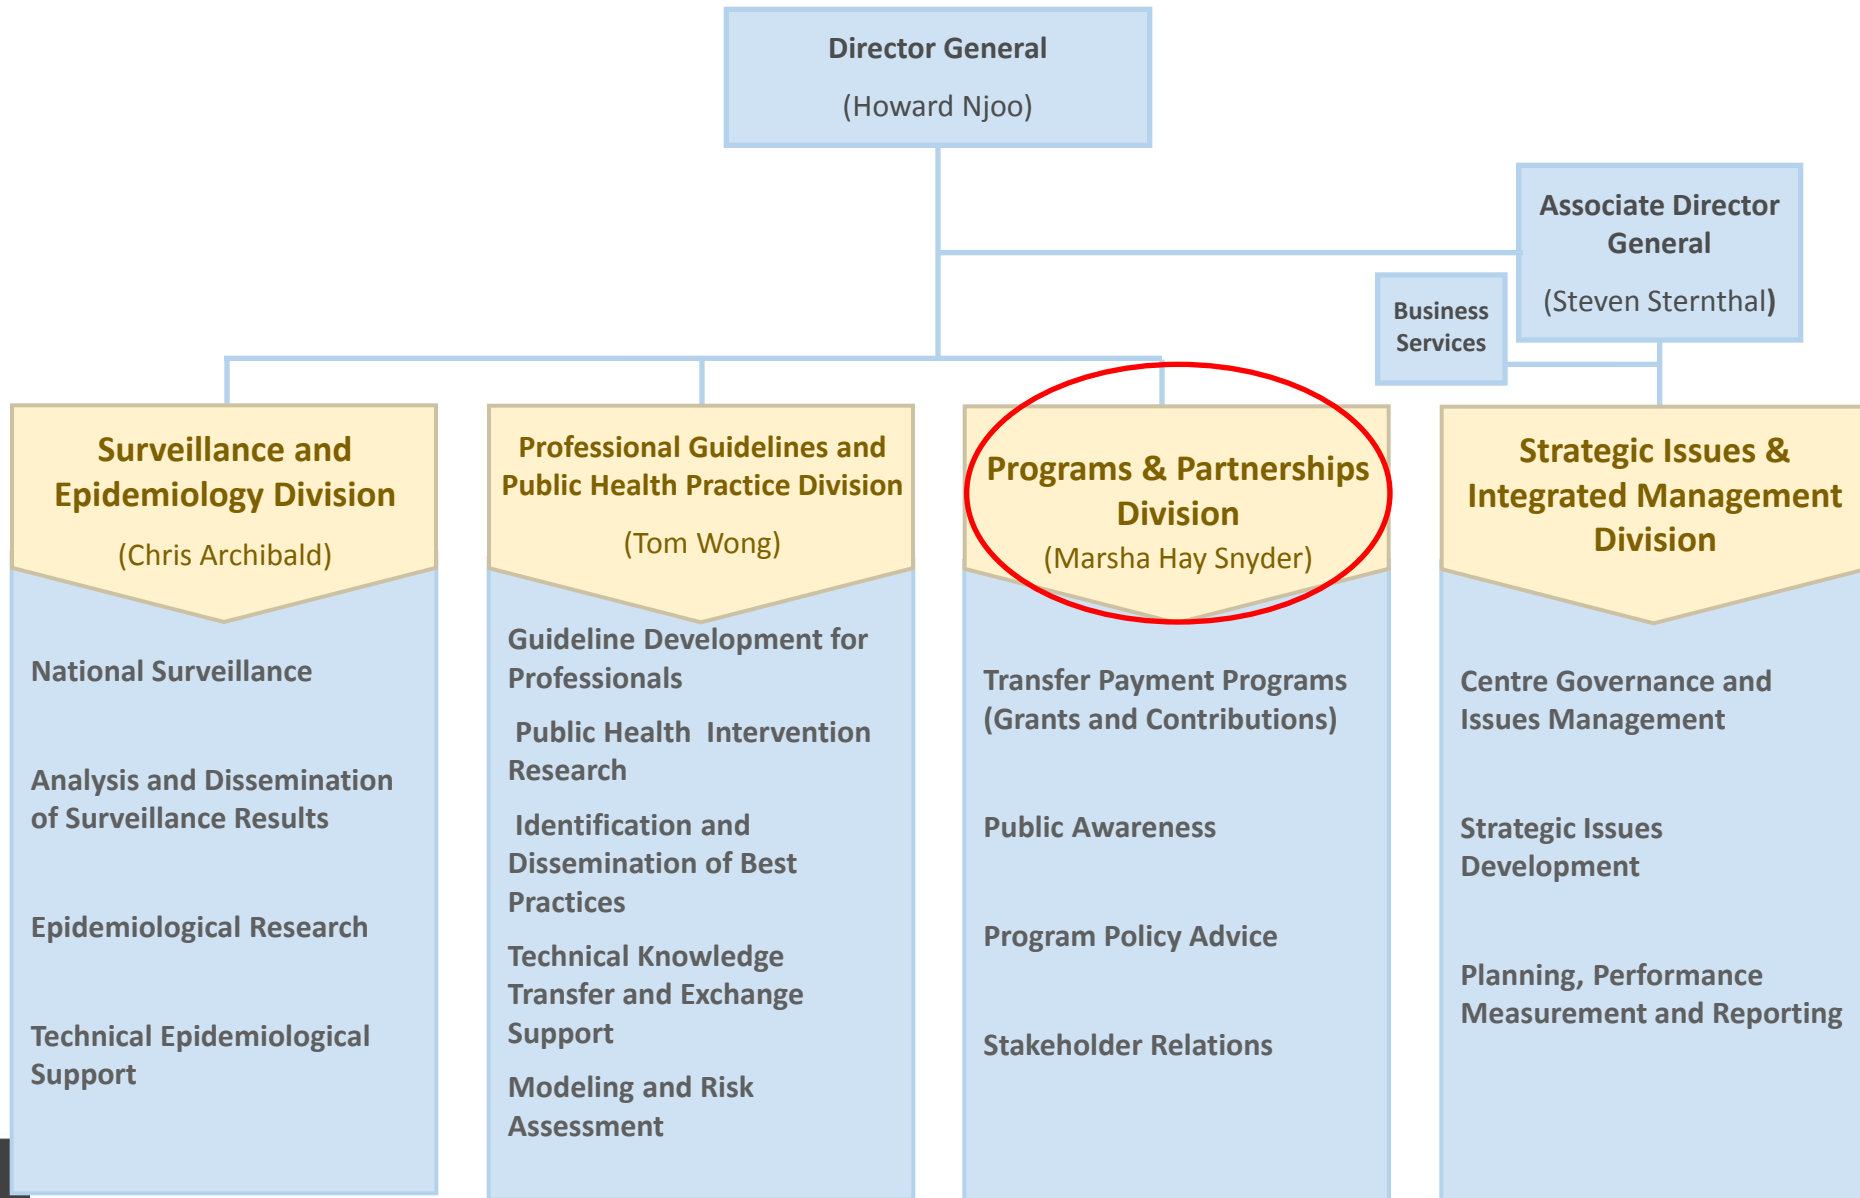 Director General
(Howard Njoo)
Associate Director
General
(Steven Sternthal)
Business
Services
Surveillance and
Epidemiology Division
(Chris Archibald)
National Surveillance
Analysis and Dissemination
of Surveillance Results
Epidemiological Research
Technical Epidemiological
Support
Professional Guidelines and
Public Health Practice Division
(Tom Wong)
Guideline Development for
Professionals
Public Health Intervention
Research
Identification and
Dissemination of Best
Practices
Technical Knowledge
Transfer and Exchange
Support
Modeling and Risk
Assessment
Programs & Partnerships
Division
(Marsha Hay Snyder)
Transfer Payment Programs
(Grants and Contributions)
Public Awareness
Program Policy Advice
Stakeholder Relations
Strategic Issues &
Integrated Management
Division
Centre Governance and
Issues Management
Strategic Issues
Development
Planning, Performance
Measurement and Reporting